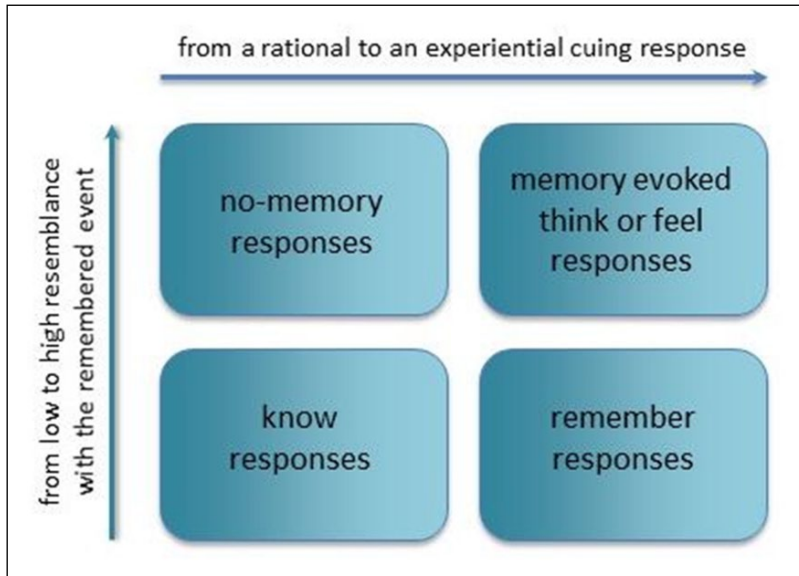 from a rational to an experiential cuing response
from low to high resemblance
with the remembered event
no-memory
responses
memory evoked
think or feel
responses
know
responses
remember
responses